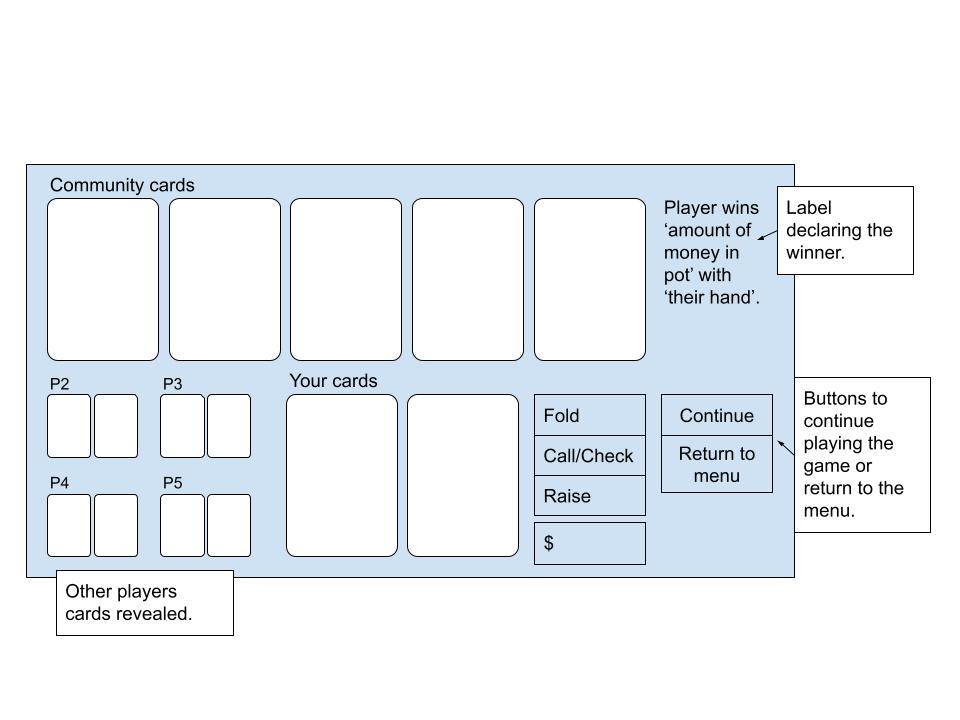 Community cards
Player wins
‘amount of
money in
pot’ with
‘their hand’.
Label
declaring the
winner.
P2
P3
Your cards
P4
P5
Fold
Call/Check
Raise
$
Continue
Return to
menu
Buttons to
continue
playing the
game or
return to the
menu.
Other players
cards revealed.